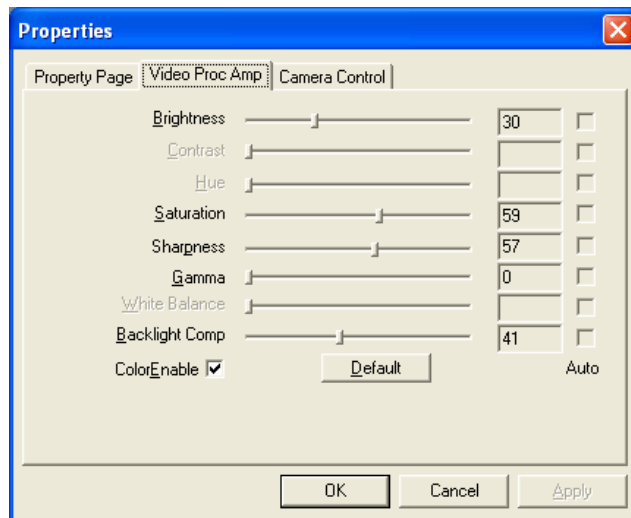 Properties
Property Page Video Proc Amp Camera Control
Brightness 30
Contrast
Hue
Saturation 59
Sharpness 57
Gamma 0
White Balance
Backlight Comp 41
ColorEnable Default Auto
OK Cancel Apply